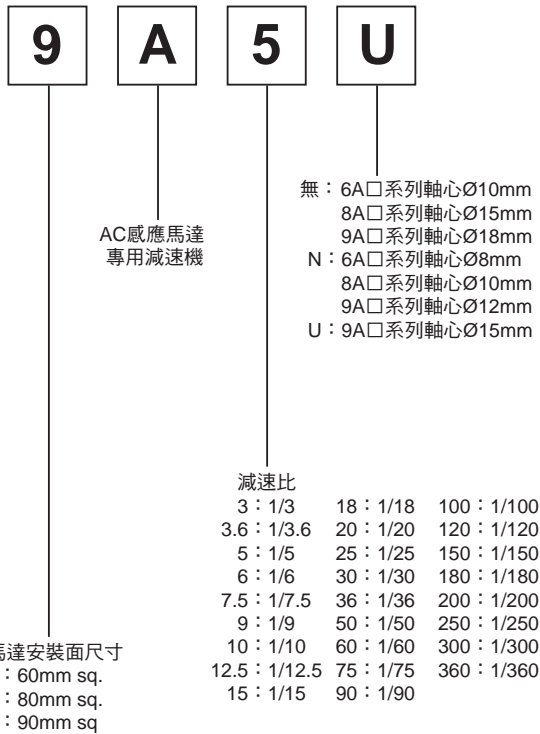 9 A 5 U
無：6A□系列軸心Ø10mm
8A□系列軸心Ø15mm
9A□系列軸心Ø18mm
N：6A□系列軸心Ø8mm
8A□系列軸心Ø10mm
9A□系列軸心Ø12mm
U：9A□系列軸心Ø15mm
AC感應馬達
專用減速機
減速比
3：1/3 18：1/18 100：1/100
3.6：1/3.6 20：1/20 120：1/120
5：1/5 25：1/25 150：1/150
6：1/6 30：1/30 180：1/180
7.5：1/7.5 36：1/36 200：1/200
9：1/9 50：1/50 250：1/250
10：1/10 60：1/60 300：1/300
12.5：1/12.5 75：1/75 360：1/360
15：1/15 90：1/90
馬達安裝面尺寸
：60mm sq.
：80mm sq.
：90mm sq